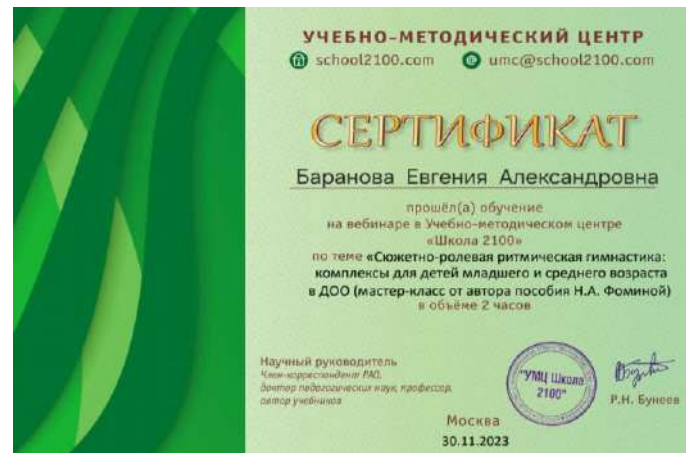 УЧЕБНО-МЕТОДИЧЕСКИЙ ЦЕНТР
school2100.com umc@school2100.com
СЕРТИФИКАТ
Баранова Евгения Александровна
прошёл(а) обучение
на вебинаре в Учебно-методическом центре
«Школа 2100»
по теме «Сюжетно-ролевая ритмическая гимнастика:
комплексы для детей младшего и среднего возраста
в ДОО (мастер-класс от автора пособия Н.А. Фоминой)
в объёме 2 часов
Научный руководитель
Член-корреспондент РАО,
доктор педагогических наук, профессор,
автор учебников
"УМЦ Школа
2100"
Р.Н. Бунеев
Москва
30.11.2023